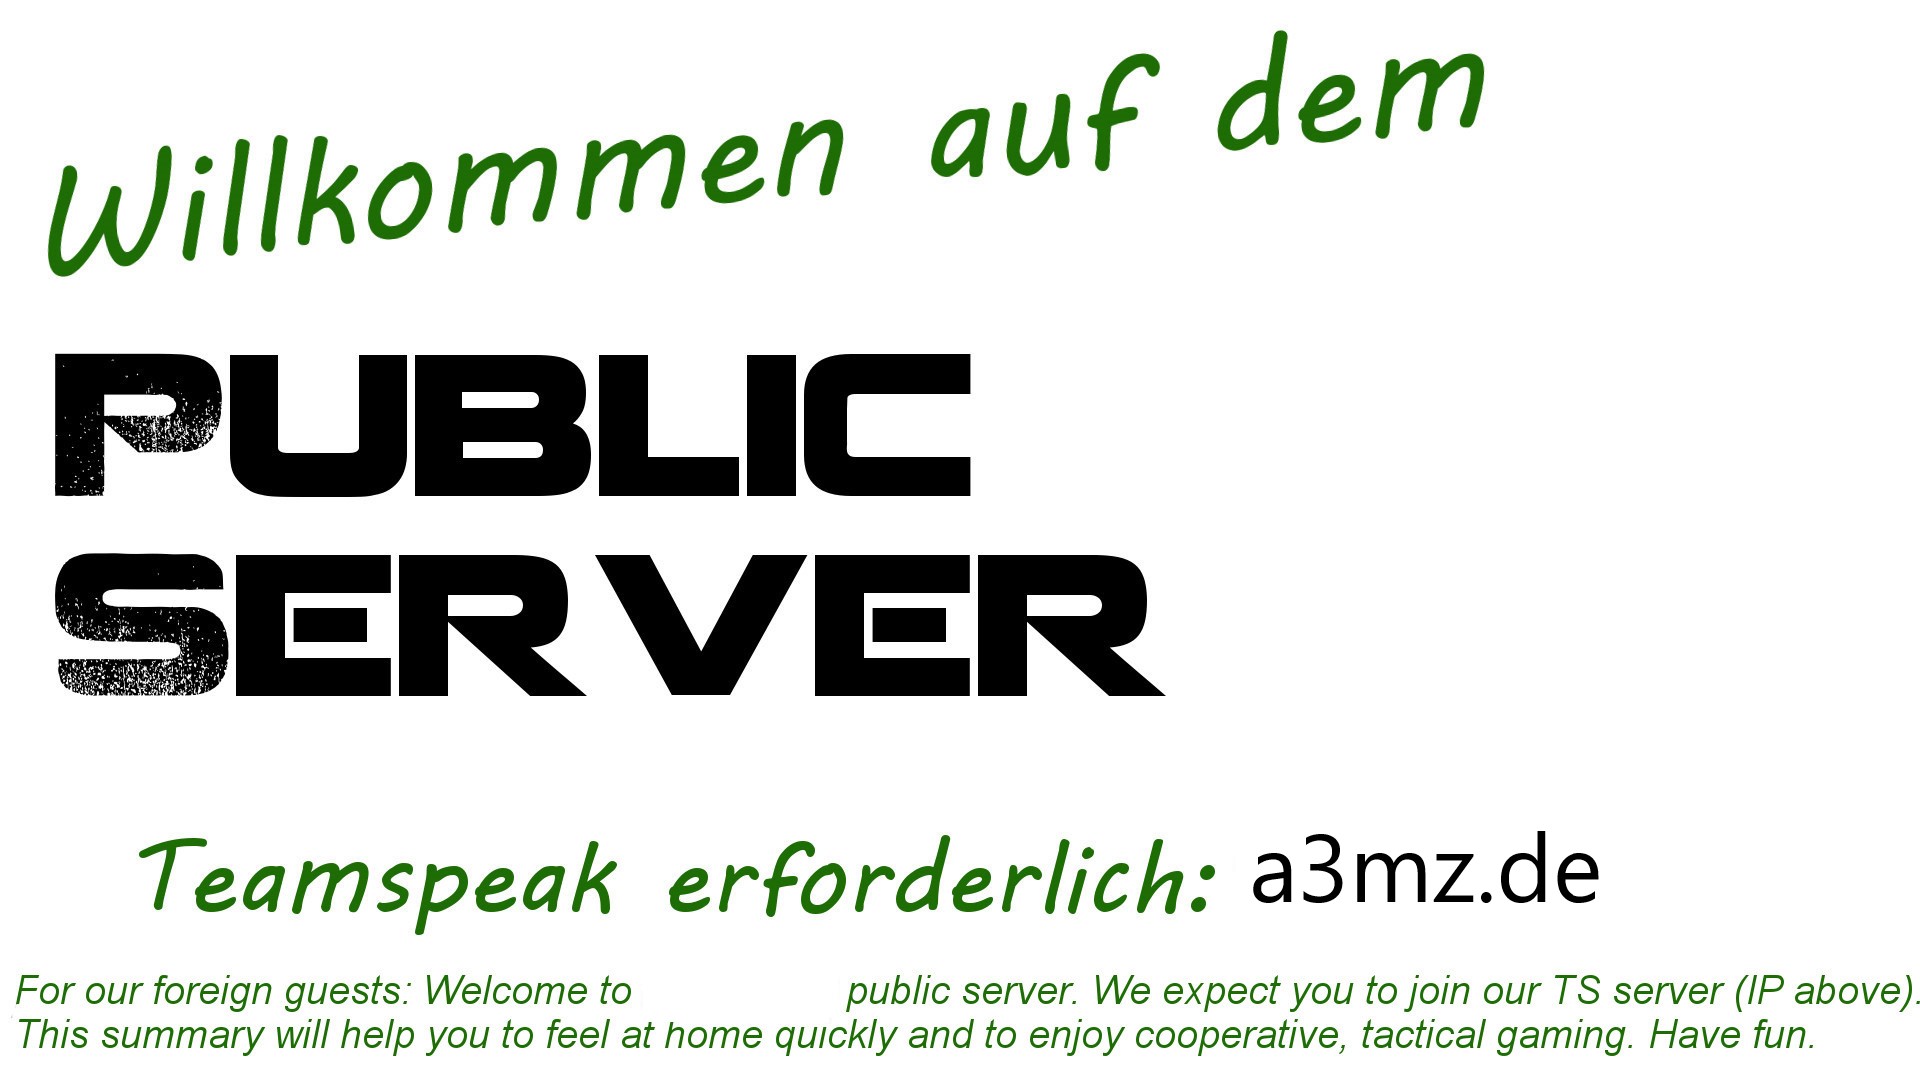 Willkommen auf dem
PUBLIC
SERVER
Teamspeak erforderlich: a3mz.de
For our foreign guests: Welcome to public server. We expect you to join our TS server (IP above).
This summary will help you to feel at home quickly and to enjoy cooperative, tactical gaming. Have fun.